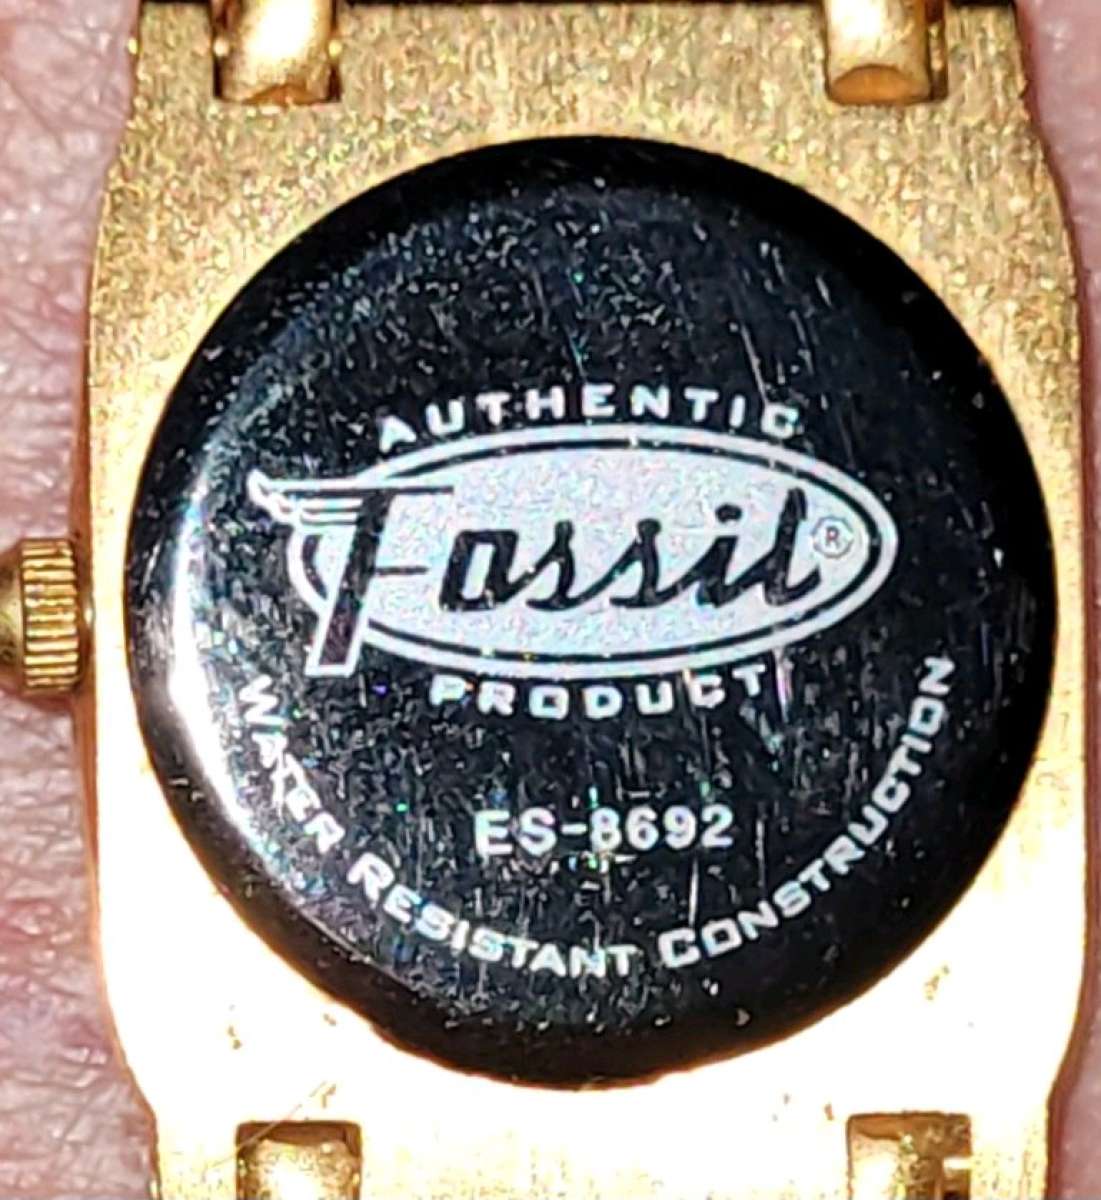 AUTHENTIC
Fossil®
PRODUCT
ES-8692
WATER RESISTANT CONSTRUCTION